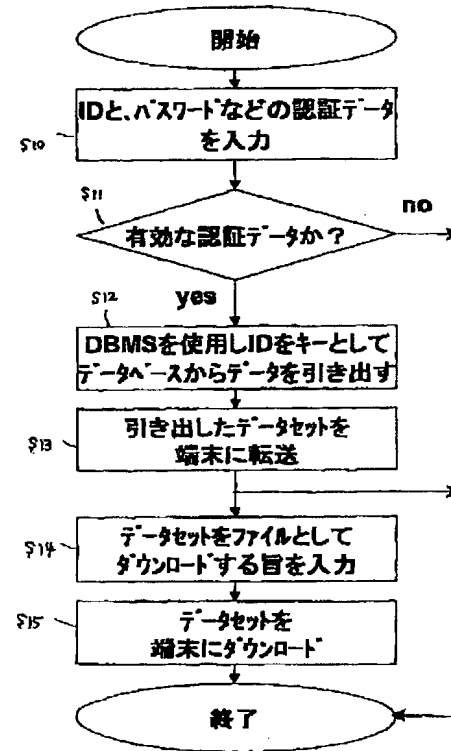 開始
IDと、パスワードなどの認証データ
を入力
S10
S11
有効な認証データか？
no
yes
S12
DBMSを使用しIDをキーとして
データベースからデータを引き出す
引き出したデータセットを
端末に転送
S13
データセットをファイルとして
ダウンロードする旨を入力
S14
S15
データセットを
端末にダウンロード
終了